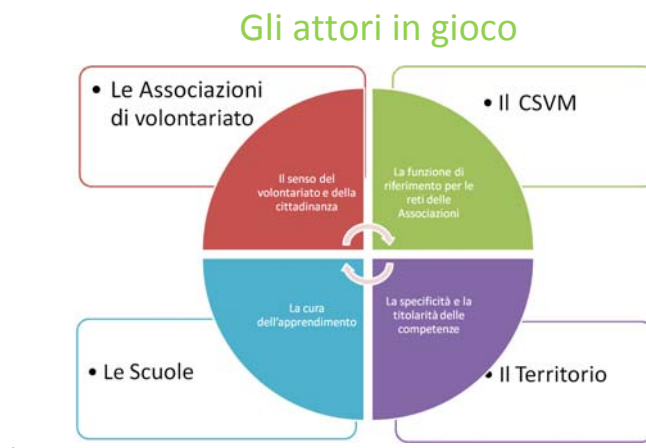 Gli attori in gioco
• Le Associazioni
di volontariato
• Il CSVM
Il senso del
volontariato e della
cittadinanza
La funzione di
riferimento per le
reti delle
Associazioni
La cura
dell'apprendimento
La specificità e la
titolarità delle
competenze
• Le Scuole
• Il Territorio